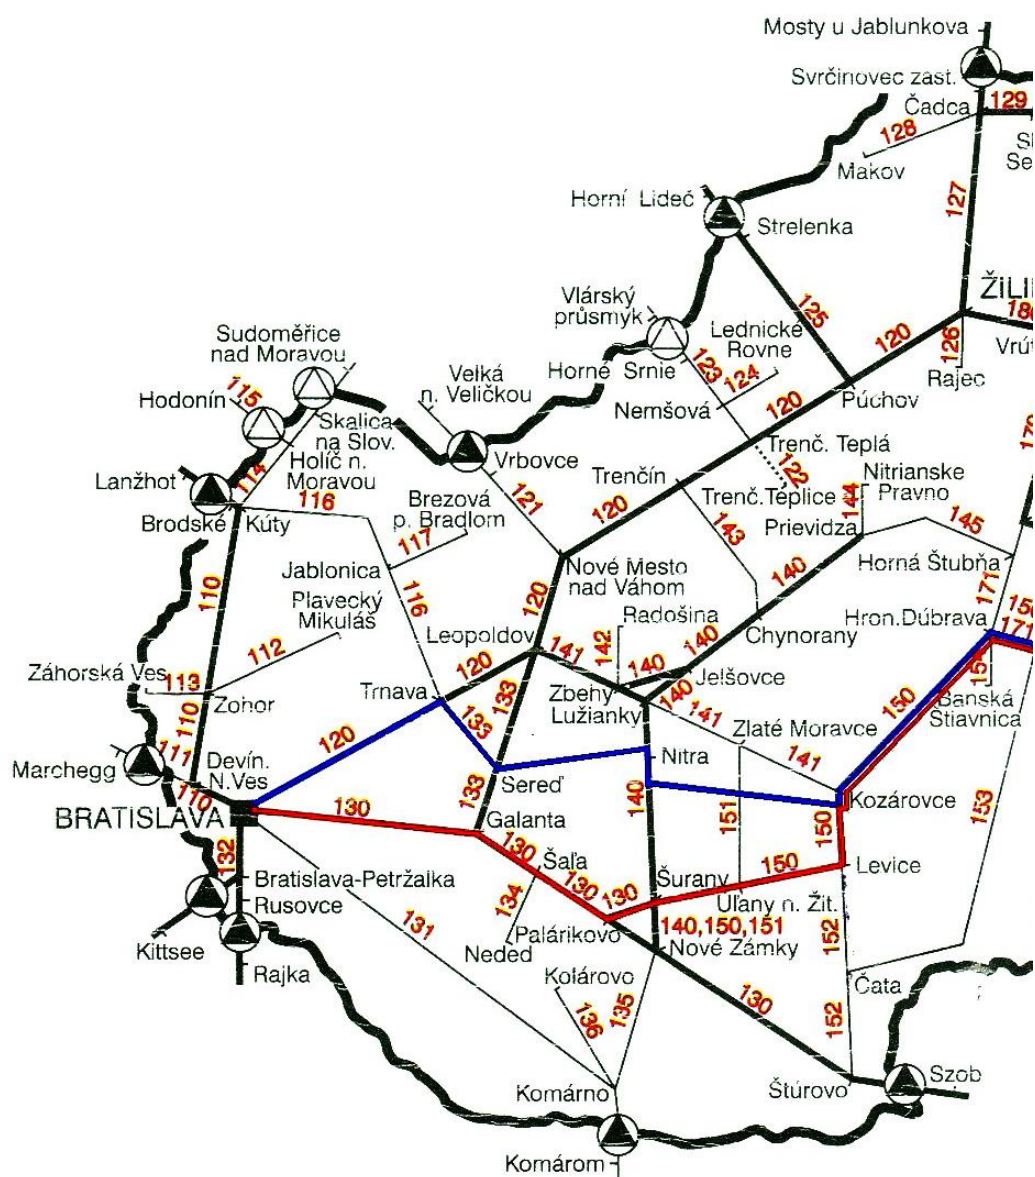 Mosty u Jablunkova
Svrčinovec zast.
Čadca
129
128
Makov
127
Horní Lideč
Strelenka
125
Vlárský
průsmyk
Lednické
Rovne
Horné Srnie
123
124
Nemšová
120
126
Rajec
ŽILI
180
Vrút
Púchov
120
Sudoměřice
nad Moravou
Hodonín
115
Skalica
na Slov.
Holíč n.
Moravou
114
Velká
n. Veličkou
Vrbovce
121
Trenč. Teplá
122
Trenč. Teplice
Trenčín
120
143
Nitrianske
Pravno
144
Prievidza
145
Horná Štubňa
171
Lanžhot
Brodské
Kúty
116
Brezová
p. Bradlom
117
Jablonica
116
110
Plavecký
Mikuláš
112
Záhorská Ves
113
Zohor
110
Nové Mesto
nad Váhom
120
Radošina
142
140
140
Chynorany
Hron.Dúbrava
171
Leopoldov
141
120
133
140
Jelšovce
Zbehy
Lužianky
140
141
Zlaté Moravce
141
150
Banská
Štiavnica
Trnava
133
120
Marchegg
111
Devín.
N.Ves
110
Sereď
Nitra
140
133
151
150
Kozárovce
153
BRATISLAVA
130
Galanta
130
Šaľa
130
130
134
Šurany
150
Levice
Úľany n. Žit.
132
Bratislava-Petržalka
Rusovce
Kittsee
Rajka
131
Neded
Palárikovo
140,150,151
Nové Zámky
152
Čata
Kolárovo
136
135
130
152
Komárno
Štúrovo
Szob
Komárom